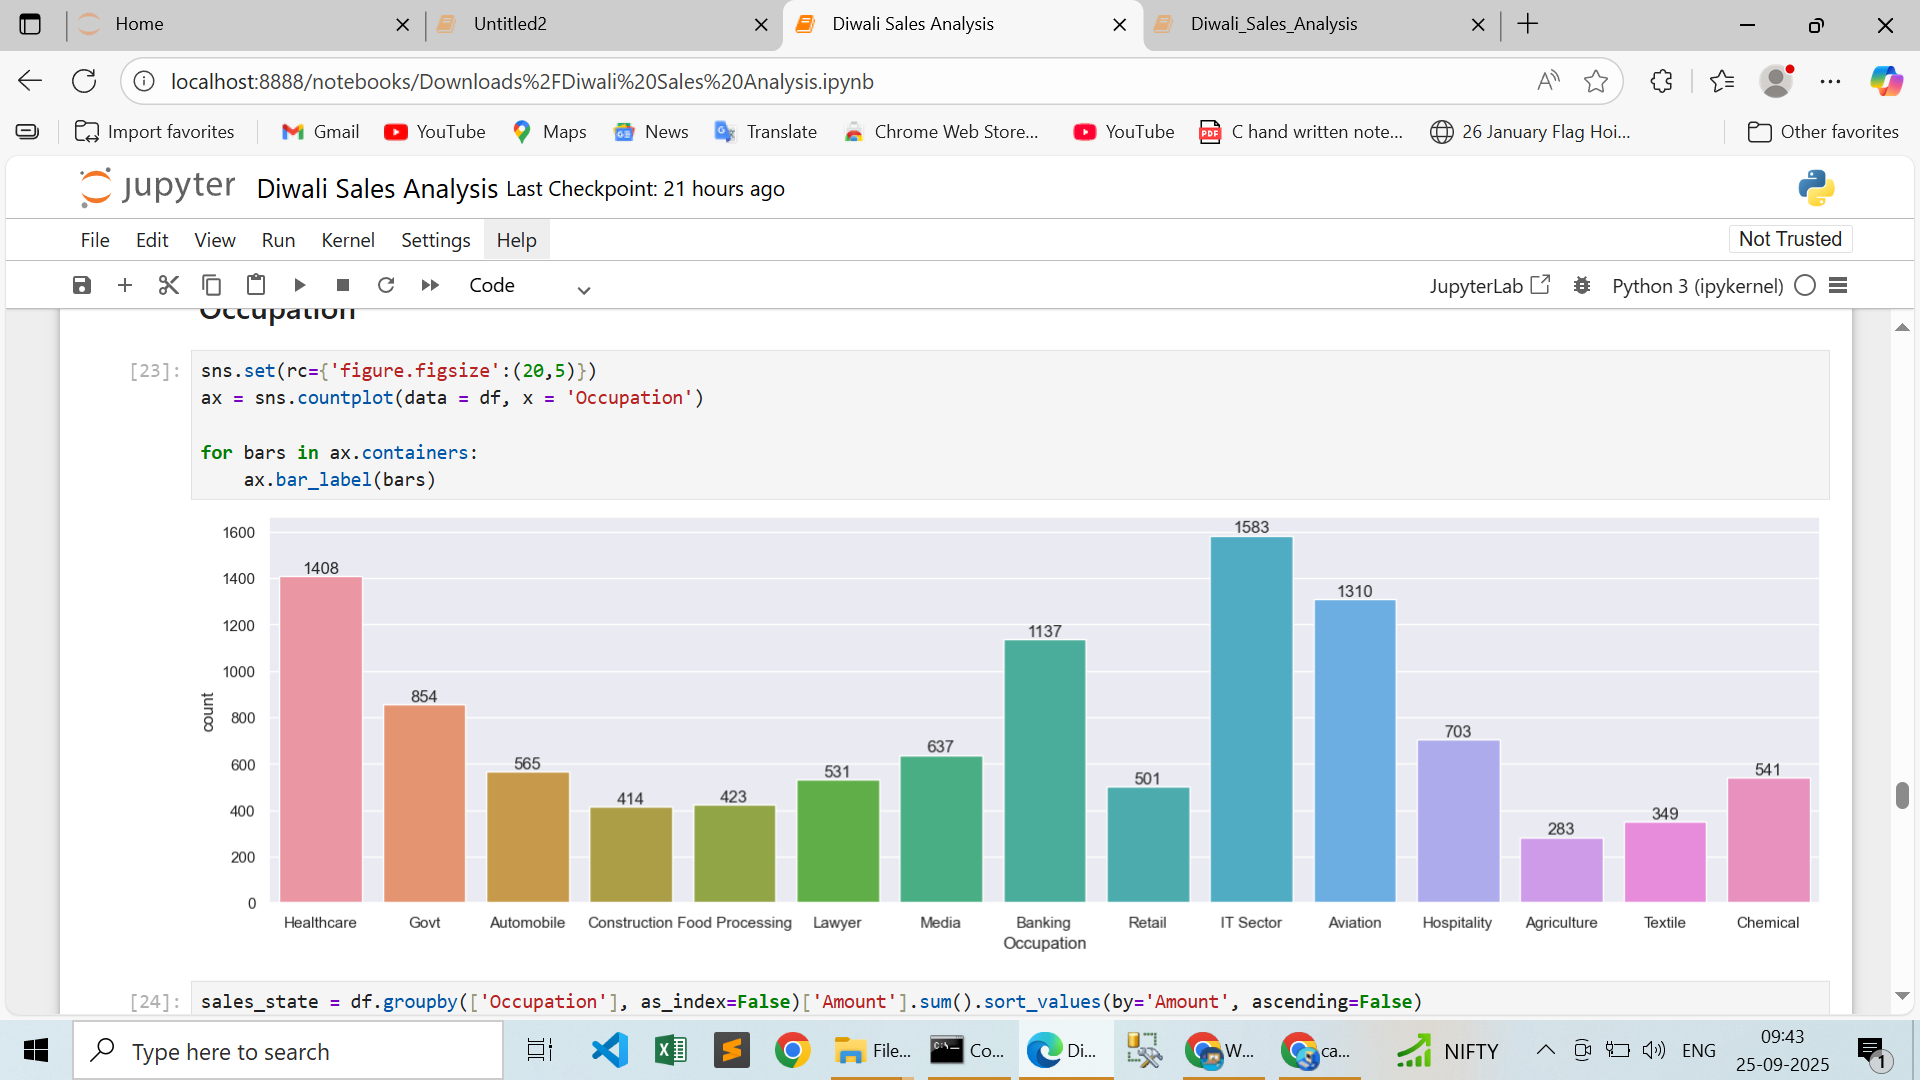 Home
Untitled2
Diwali Sales Analysis
Diwali_Sales_Analysis
localhost:8888/notebooks/Downloads%2FDiwali%20Sales%20Analysis.ipynb
Import favorites
Gmail
YouTube
Maps
News
Translate
Chrome Web Store...
YouTube
C hand written note...
26 January Flag Hoi...
Other favorites
jupyter Diwali Sales Analysis Last Checkpoint: 21 hours ago
File Edit View Run Kernel Settings Help
Not Trusted
Code
JupyterLab
Python 3 (ipykernel)
Occupation
[23]:
sns.set(rc={'figure.figsize':(20,5)})
ax = sns.countplot(data = df, x = 'Occupation')
for bars in ax.containers:
    ax.bar_label(bars)
1600
1400
1200
1000
800
600
400
200
0
count
1408
854
565
414
423
531
637
1137
501
1583
1310
703
283
349
541
Healthcare Govt Automobile Construction Food Processing Lawyer Media Banking Retail IT Sector Aviation Hospitality Agriculture Textile Chemical
Occupation
[24]:
sales_state = df.groupby(['Occupation'], as_index=False)['Amount'].sum().sort_values(by='Amount', ascending=False)
Type here to search
File...
Co...
Di...
W...
ca...
NIFTY
ENG
09:43
25-09-2025
1